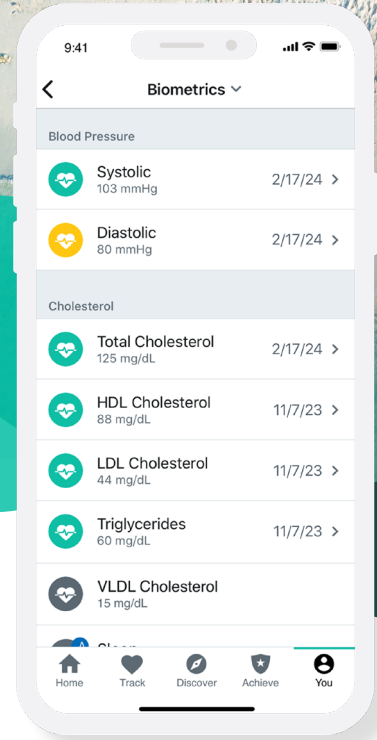 9:41
Biometrics
Blood Pressure
Systolic
103 mmHg
2/17/24
Diastolic
80 mmHg
2/17/24
Cholesterol
Total Cholesterol
125 mg/dL
2/17/24
HDL Cholesterol
88 mg/dL
11/7/23
LDL Cholesterol
44 mg/dL
11/7/23
Triglycerides
60 mg/dL
11/7/23
VLDL Cholesterol
15 mg/dL
Home
Track
Discover
Achieve
You